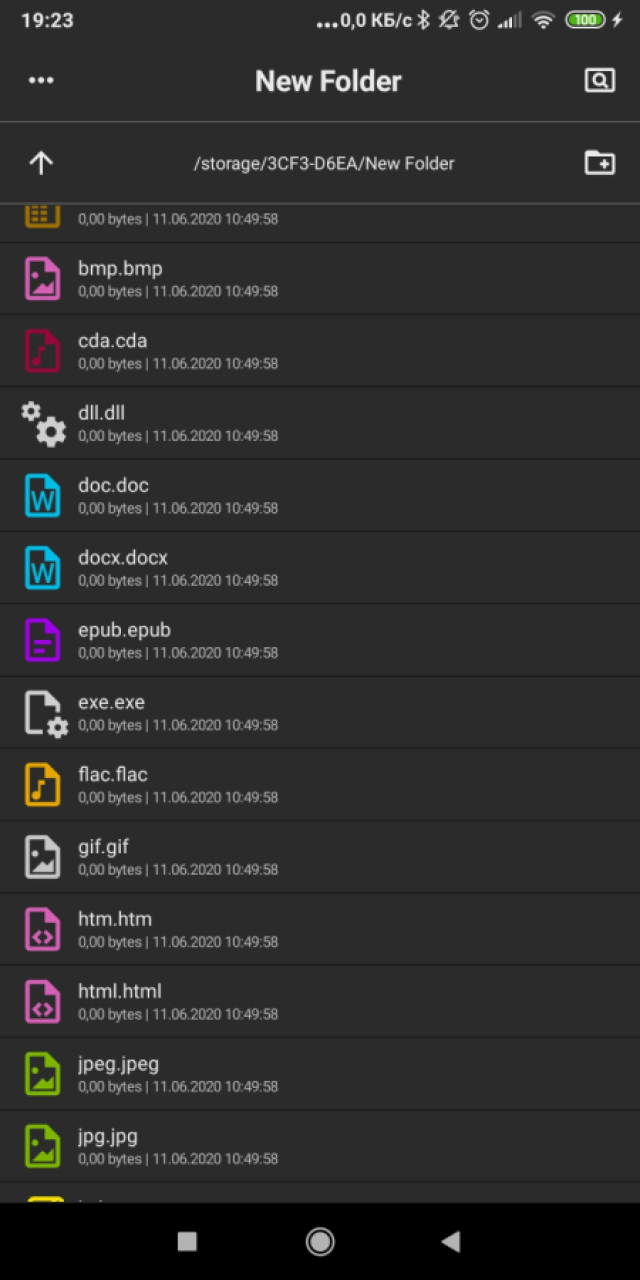 19:23
...0,0 КБ/с
100
New Folder
/storage/3CF3-D6EA/New Folder
0,00 bytes | 11.06.2020 10:49:58
bmp.bmp
0,00 bytes | 11.06.2020 10:49:58
cda.cda
0,00 bytes | 11.06.2020 10:49:58
dll.dll
0,00 bytes | 11.06.2020 10:49:58
W
doc.doc
0,00 bytes | 11.06.2020 10:49:58
W
docx.docx
0,00 bytes | 11.06.2020 10:49:58
epub.epub
0,00 bytes | 11.06.2020 10:49:58
exe.exe
0,00 bytes | 11.06.2020 10:49:58
flac.flac
0,00 bytes | 11.06.2020 10:49:58
gif.gif
0,00 bytes | 11.06.2020 10:49:58
htm.htm
0,00 bytes | 11.06.2020 10:49:58
html.html
0,00 bytes | 11.06.2020 10:49:58
jpeg.jpeg
0,00 bytes | 11.06.2020 10:49:58
jpg.jpg
0,00 bytes | 11.06.2020 10:49:58